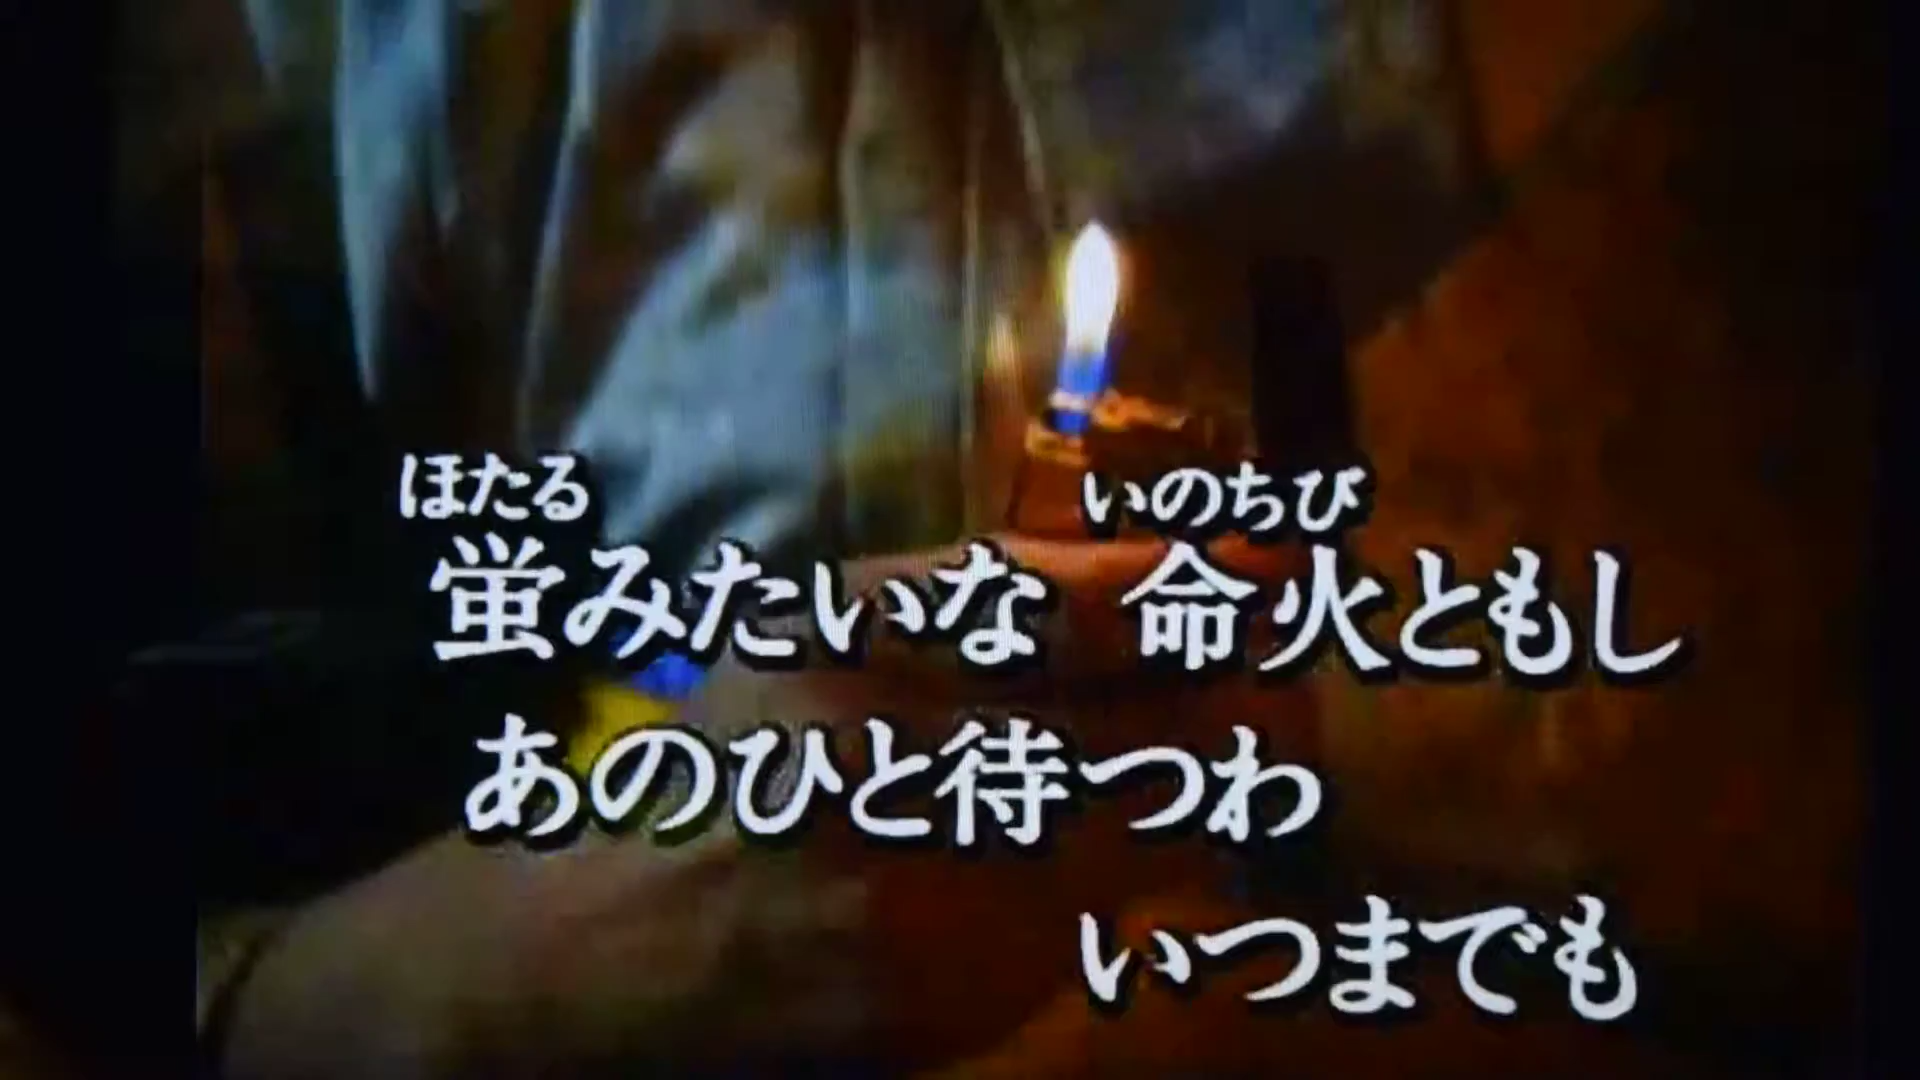 ほたる いのちび
蛍みたいな 命火ともし
あのひと待つわ
いつまでも